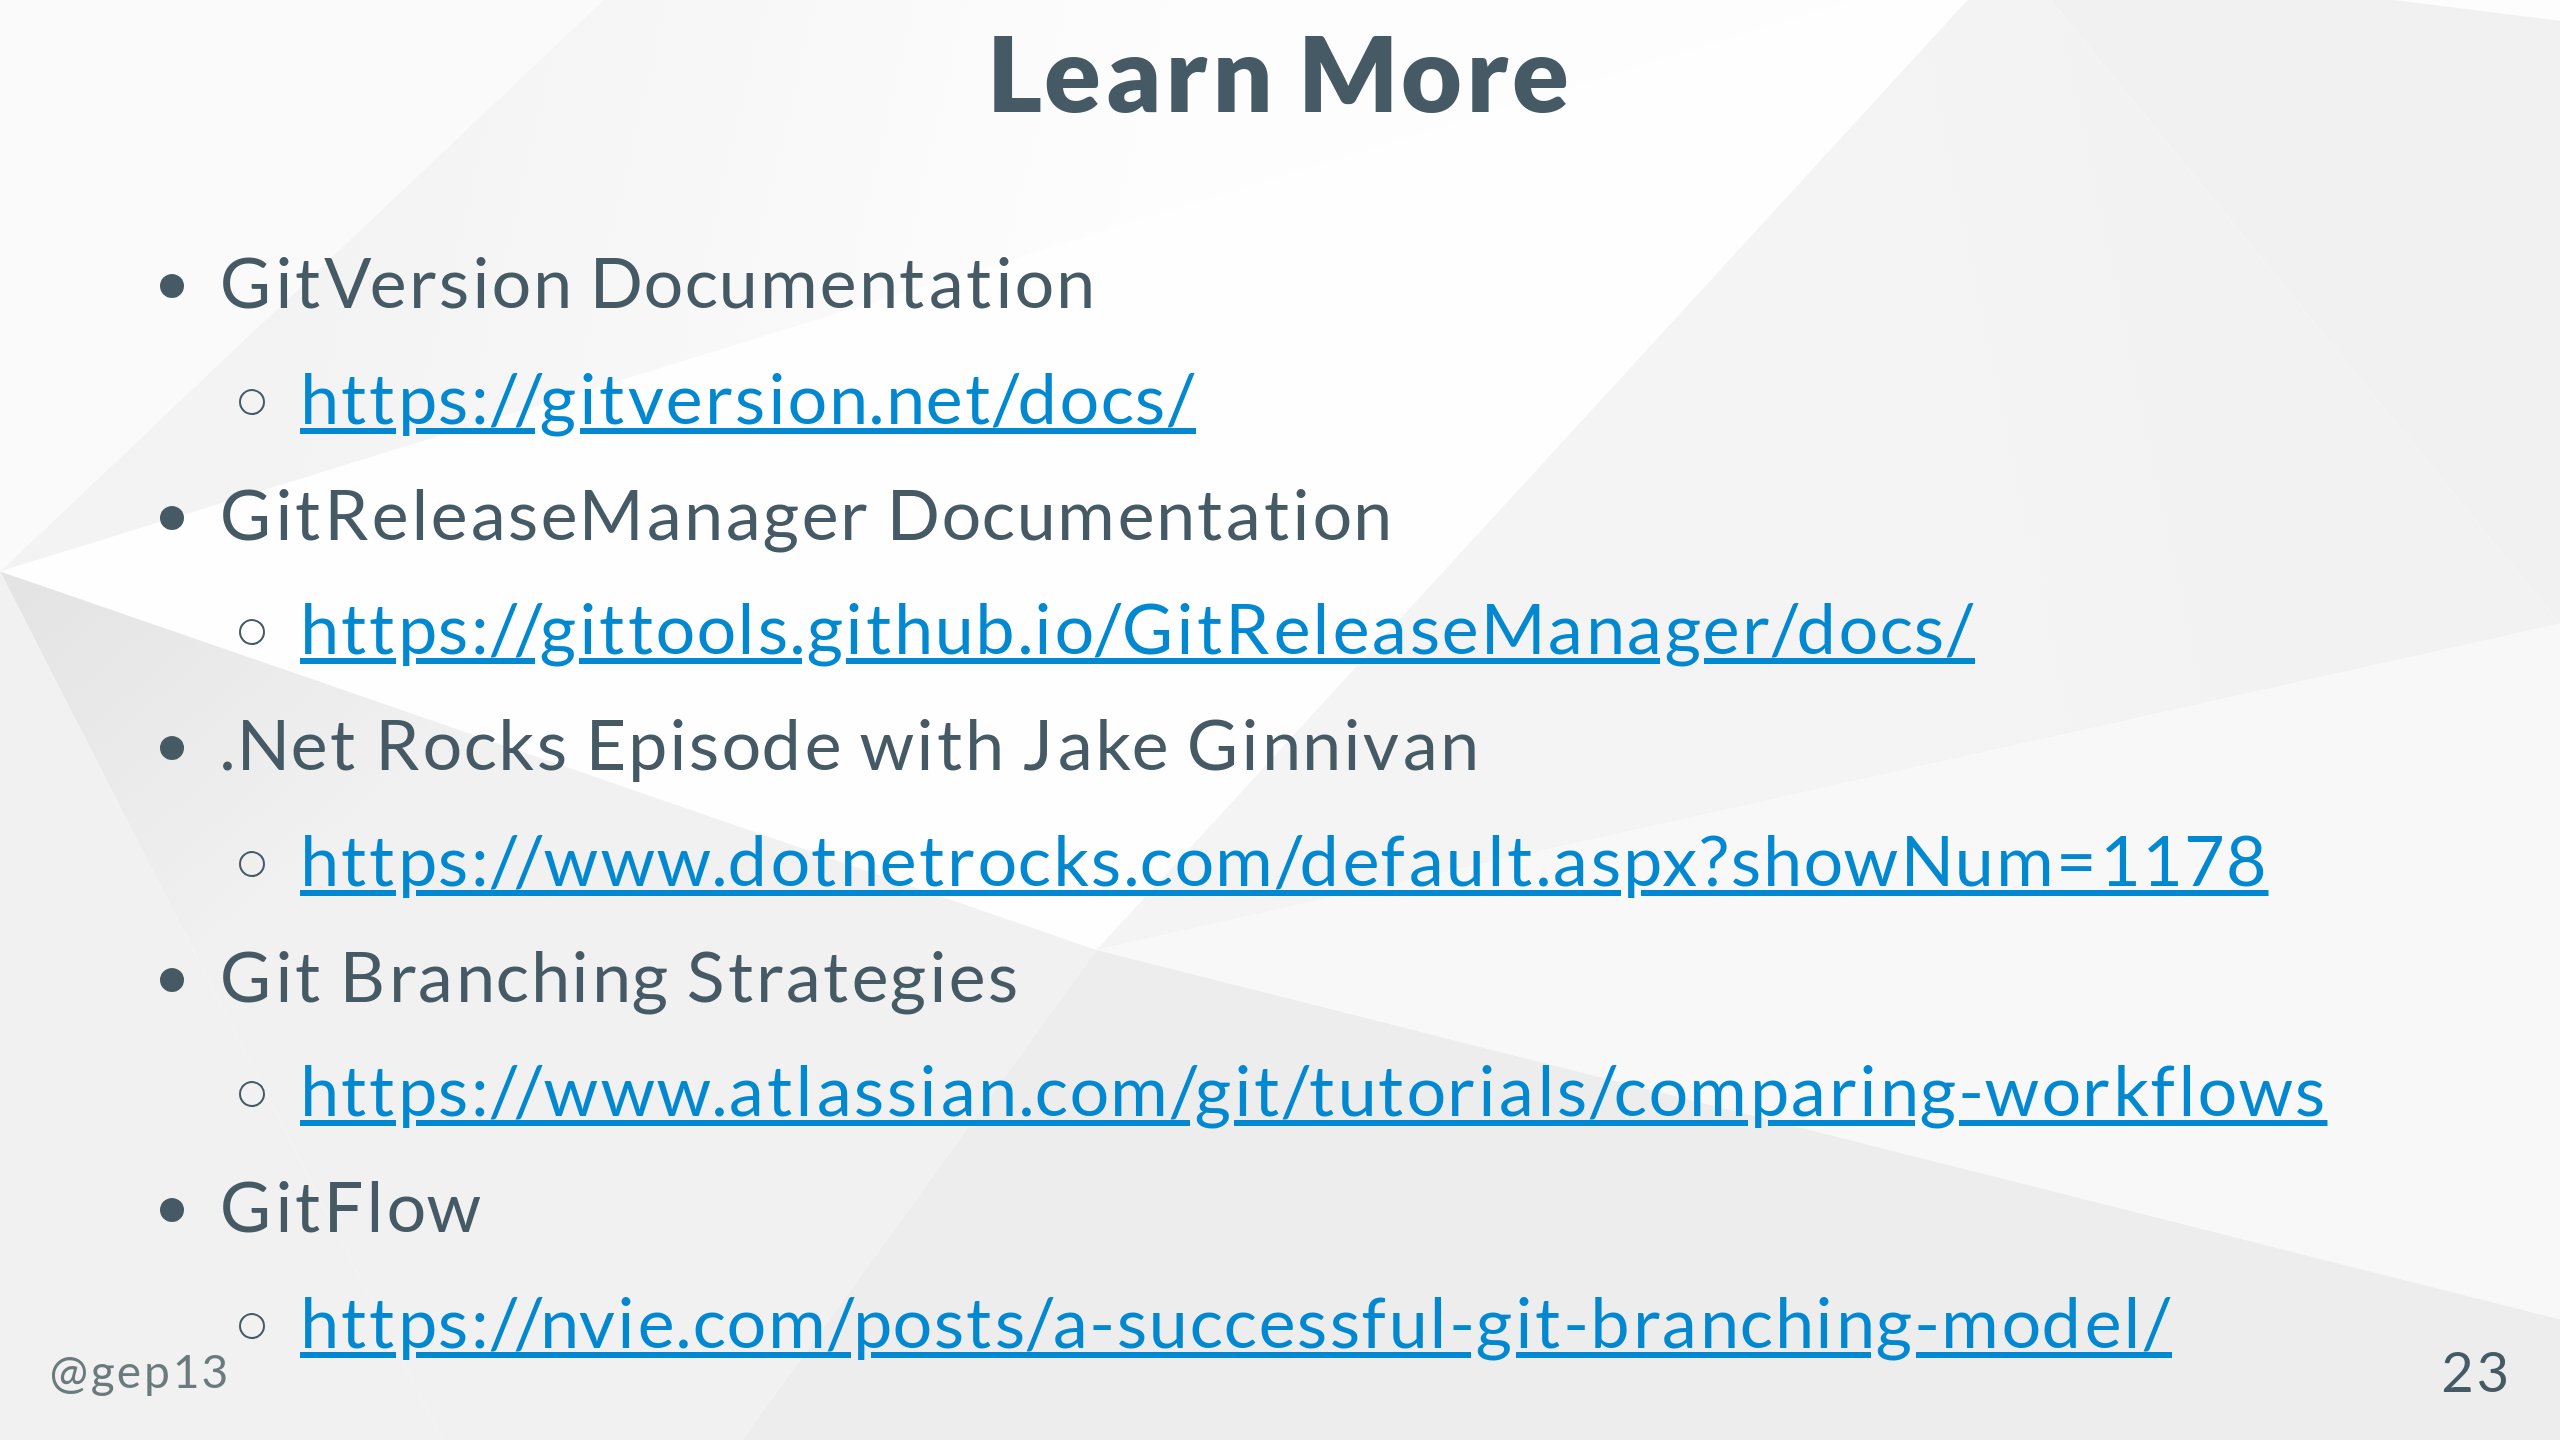 Learn More
GitVersion Documentation
https://gitversion.net/docs/
GitReleaseManager Documentation
https://gittools.github.io/GitReleaseManager/docs/
.Net Rocks Episode with Jake Ginnivan
https://www.dotnetrocks.com/default.aspx?showNum=1178
Git Branching Strategies
https://www.atlassian.com/git/tutorials/comparing-workflows
GitFlow
https://nvie.com/posts/a-successful-git-branching-model/
@gep13
23